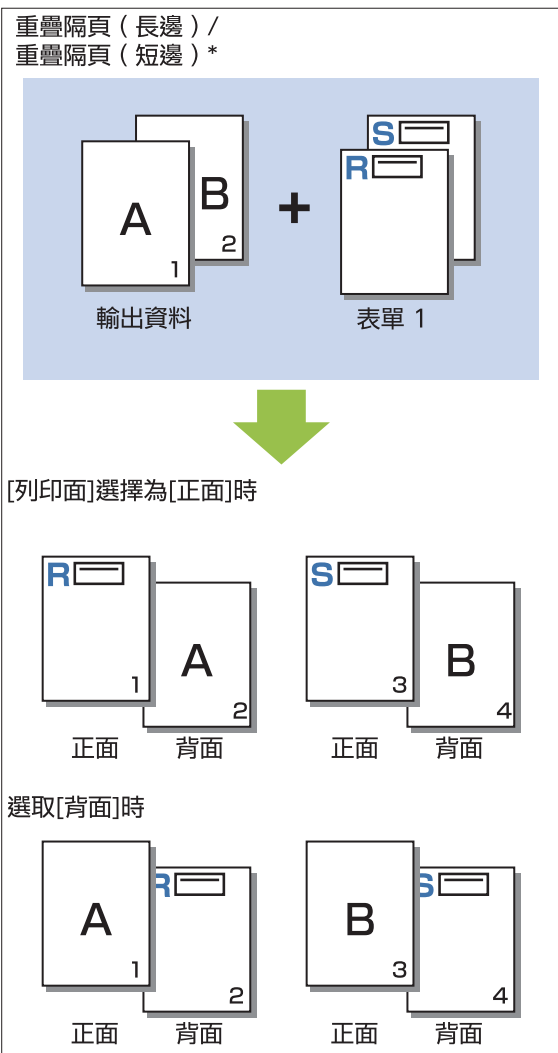 重疊隔頁（長邊）/
重疊隔頁（短邊）*
A
1
B
2
+
R
S
輸出資料
表單 1
[列印面]選擇為[正面]時
R
1
A
2
S
3
B
4
正面
背面
正面
背面
選取[背面]時
A
1
R
2
B
3
S
4
正面
背面
正面
背面